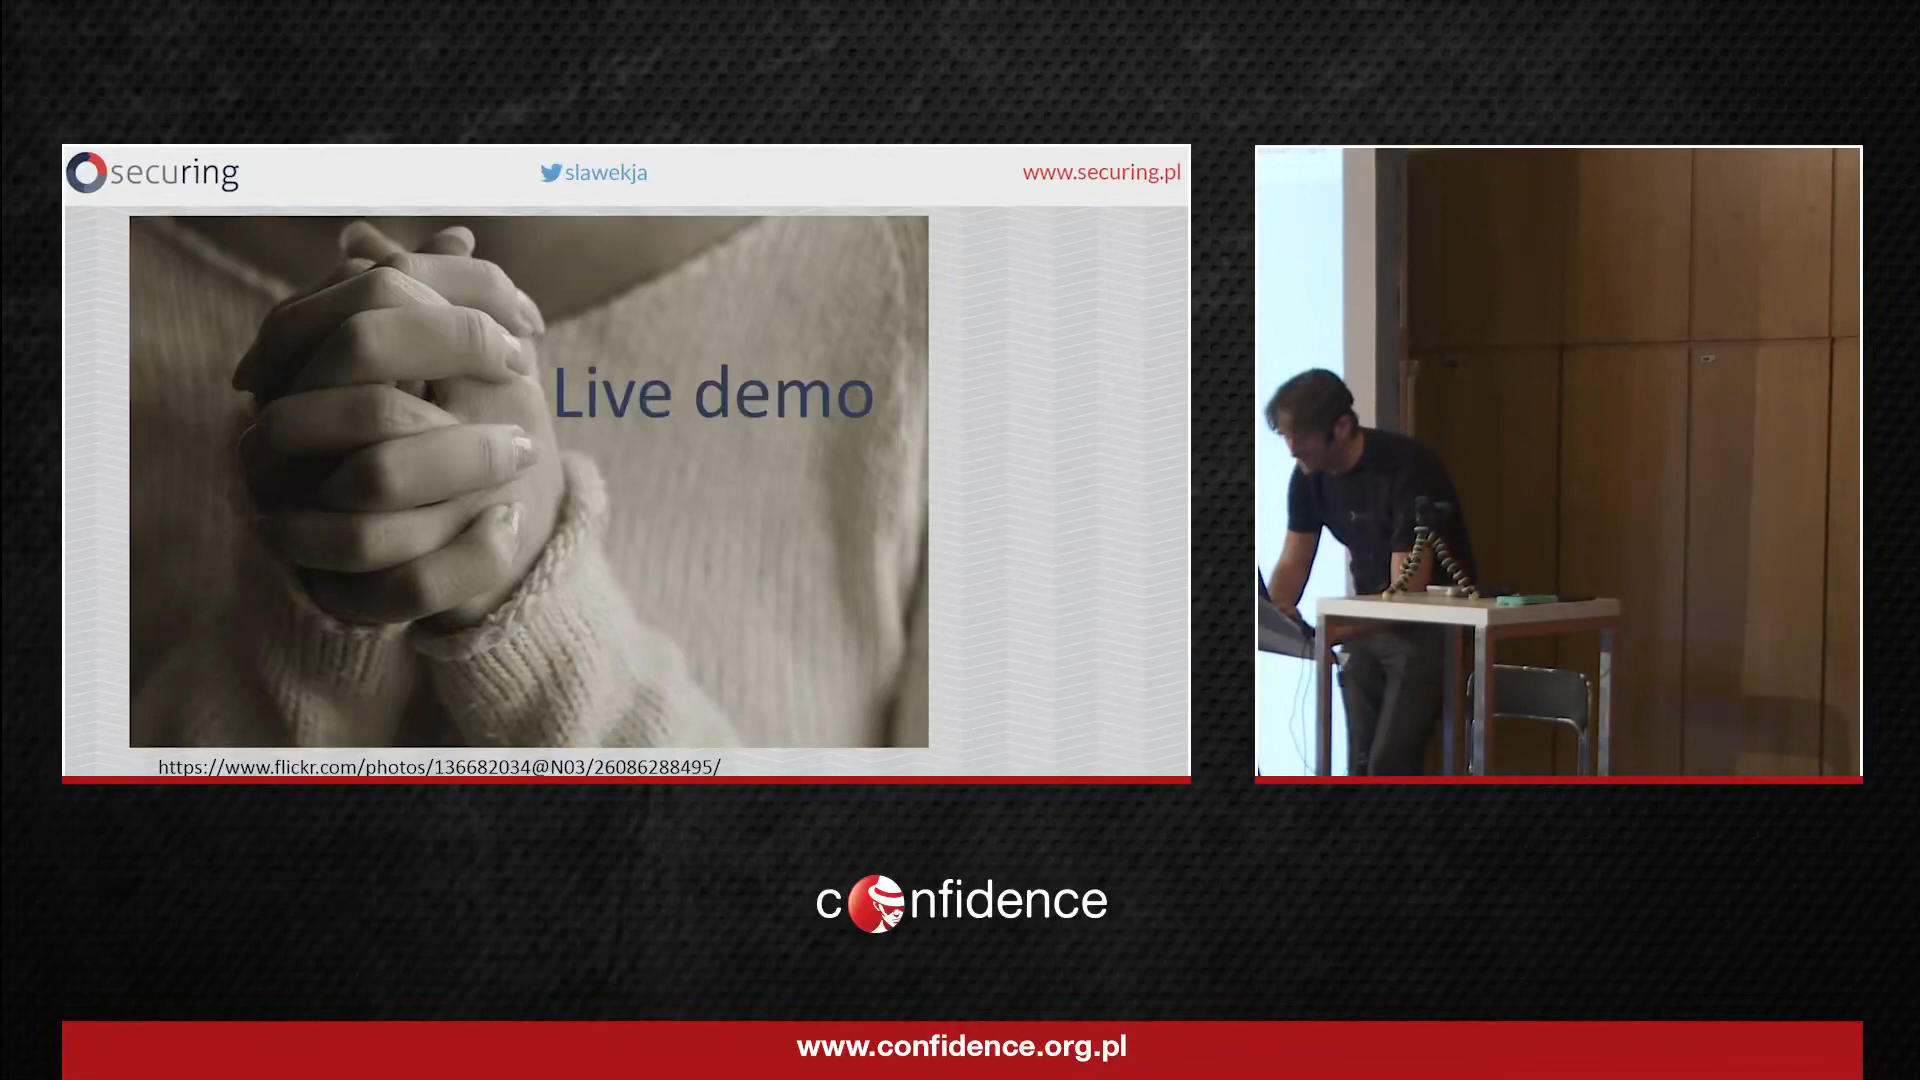 securing
slawekja
www.securing.pl
Live demo
https://www.flickr.com/photos/136682034@N03/26086288495/
confidence
www.confidence.org.pl